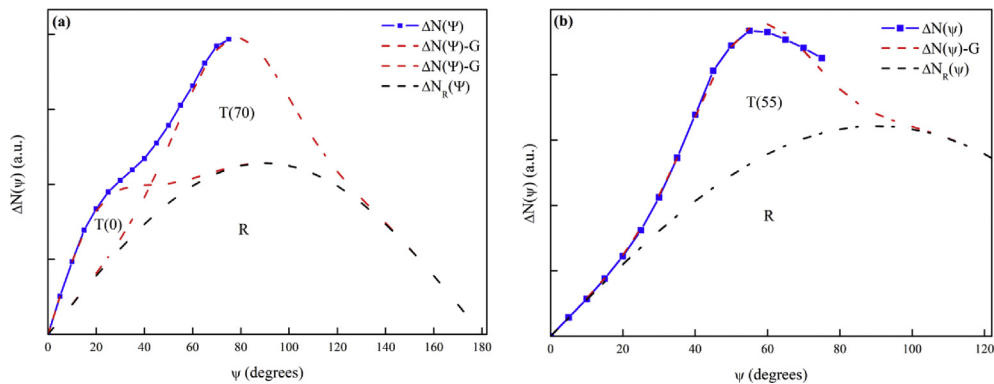 (a)
ΔN(Ψ)
ΔN(Ψ)-G
ΔN(Ψ)-G
ΔN_R(Ψ)
T(70)
T(0)
R
ΔN(ψ) (a.u.)
0 20 40 60 80 100 120 140 160 180
ψ (degrees)
(b)
ΔN(ψ)
ΔN(ψ)-G
ΔN_R(ψ)
T(55)
R
ΔN(ψ) (a.u.)
0 20 40 60 80 100 120
ψ (degrees)